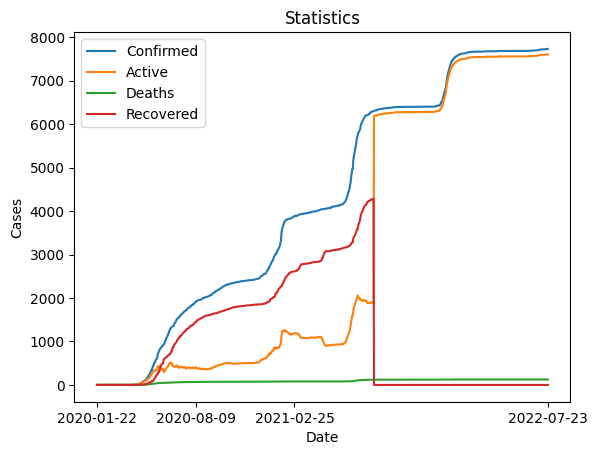 Statistics
Confirmed
Active
Deaths
Recovered
Cases
8000
7000
6000
5000
4000
3000
2000
1000
0
2020-01-22 2020-08-09 2021-02-25 2022-07-23
Date